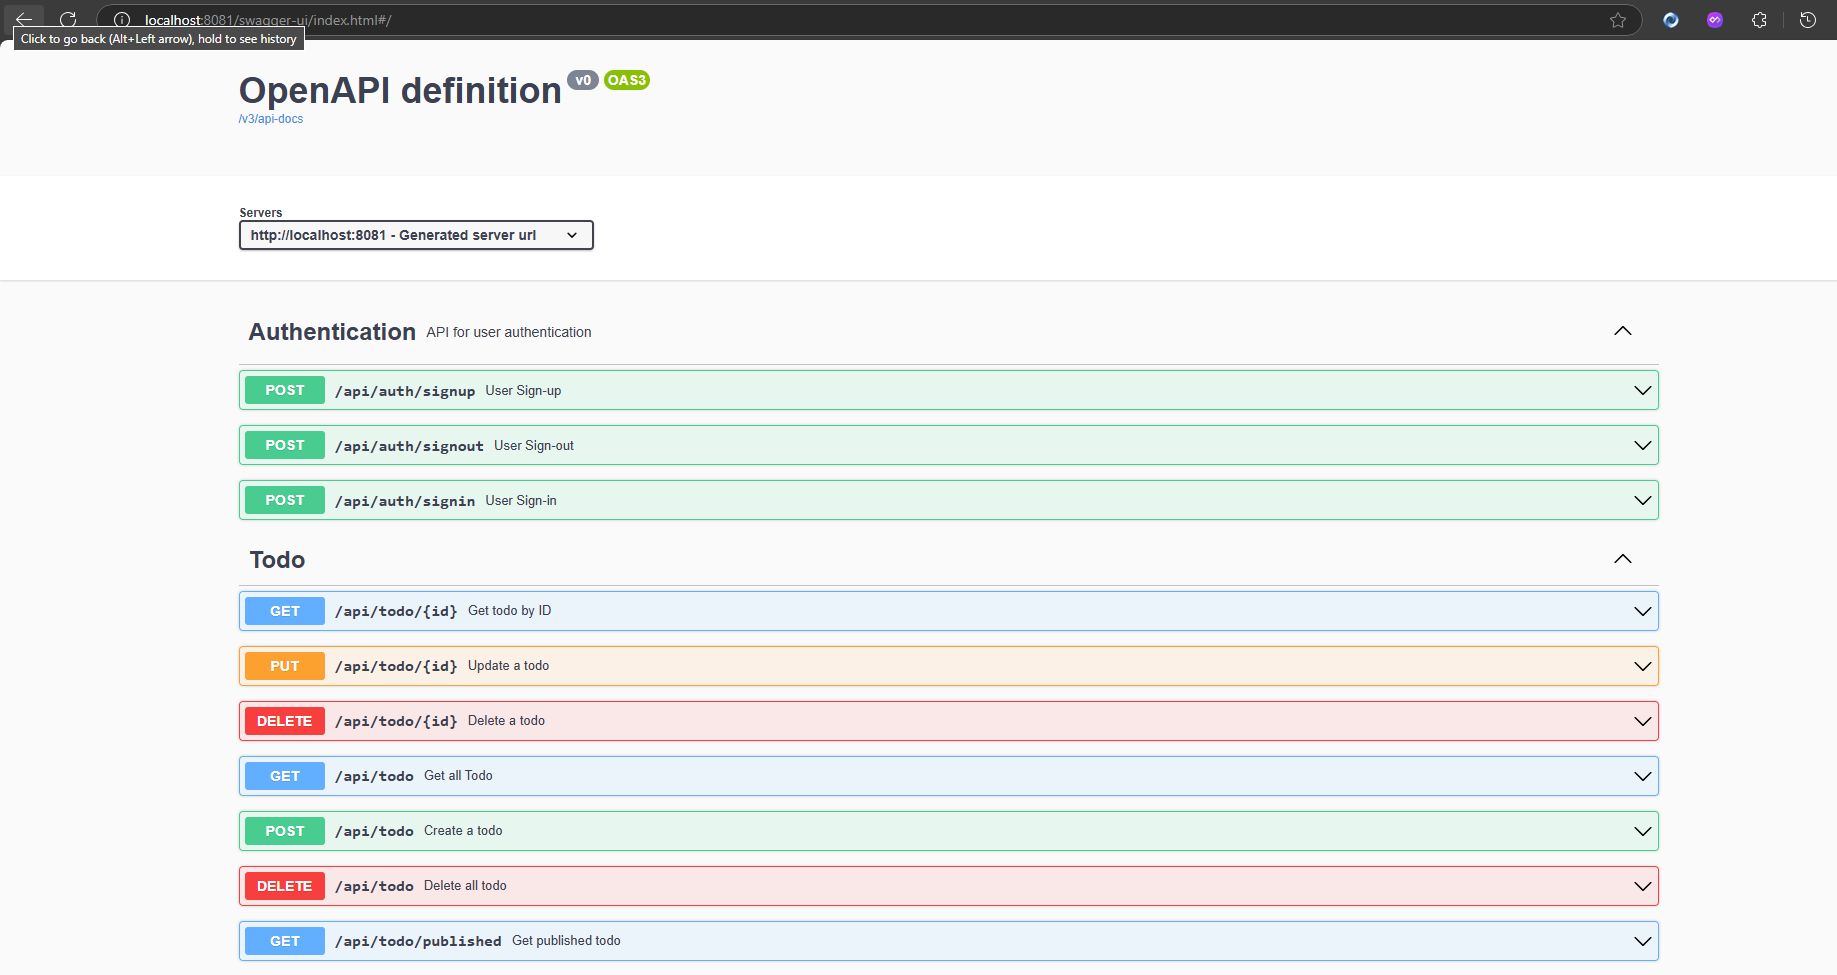 localhost:8081/swagger-ui/index.html#/
Click to go back (Alt+Left arrow), hold to see history
OpenAPI definition v0 OAS3
/v3/api-docs
Servers
http://localhost:8081 - Generated server url
Authentication API for user authentication
POST /api/auth/signup User Sign-up
POST /api/auth/signout User Sign-out
POST /api/auth/signin User Sign-in
Todo
GET /api/todo/{id} Get todo by ID
PUT /api/todo/{id} Update a todo
DELETE /api/todo/{id} Delete a todo
GET /api/todo Get all Todo
POST /api/todo Create a todo
DELETE /api/todo Delete all todo
GET /api/todo/published Get published todo